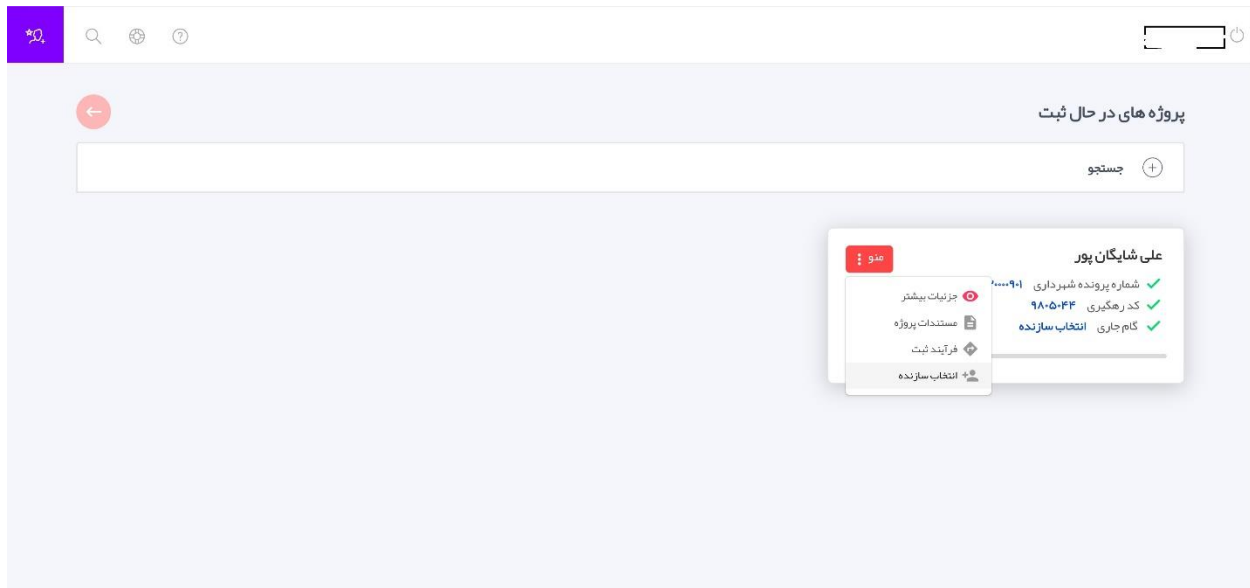 پروژه های در حال ثبت
جستجو
علی شایگان پور
منو
شماره پرونده شهرداری
کد رهگیری ۹۸۰۵۰۴۴
گام جاری انتخاب سازنده
جزئیات بیشتر
مستندات پروژه
فرآیند ثبت
انتخاب سازنده